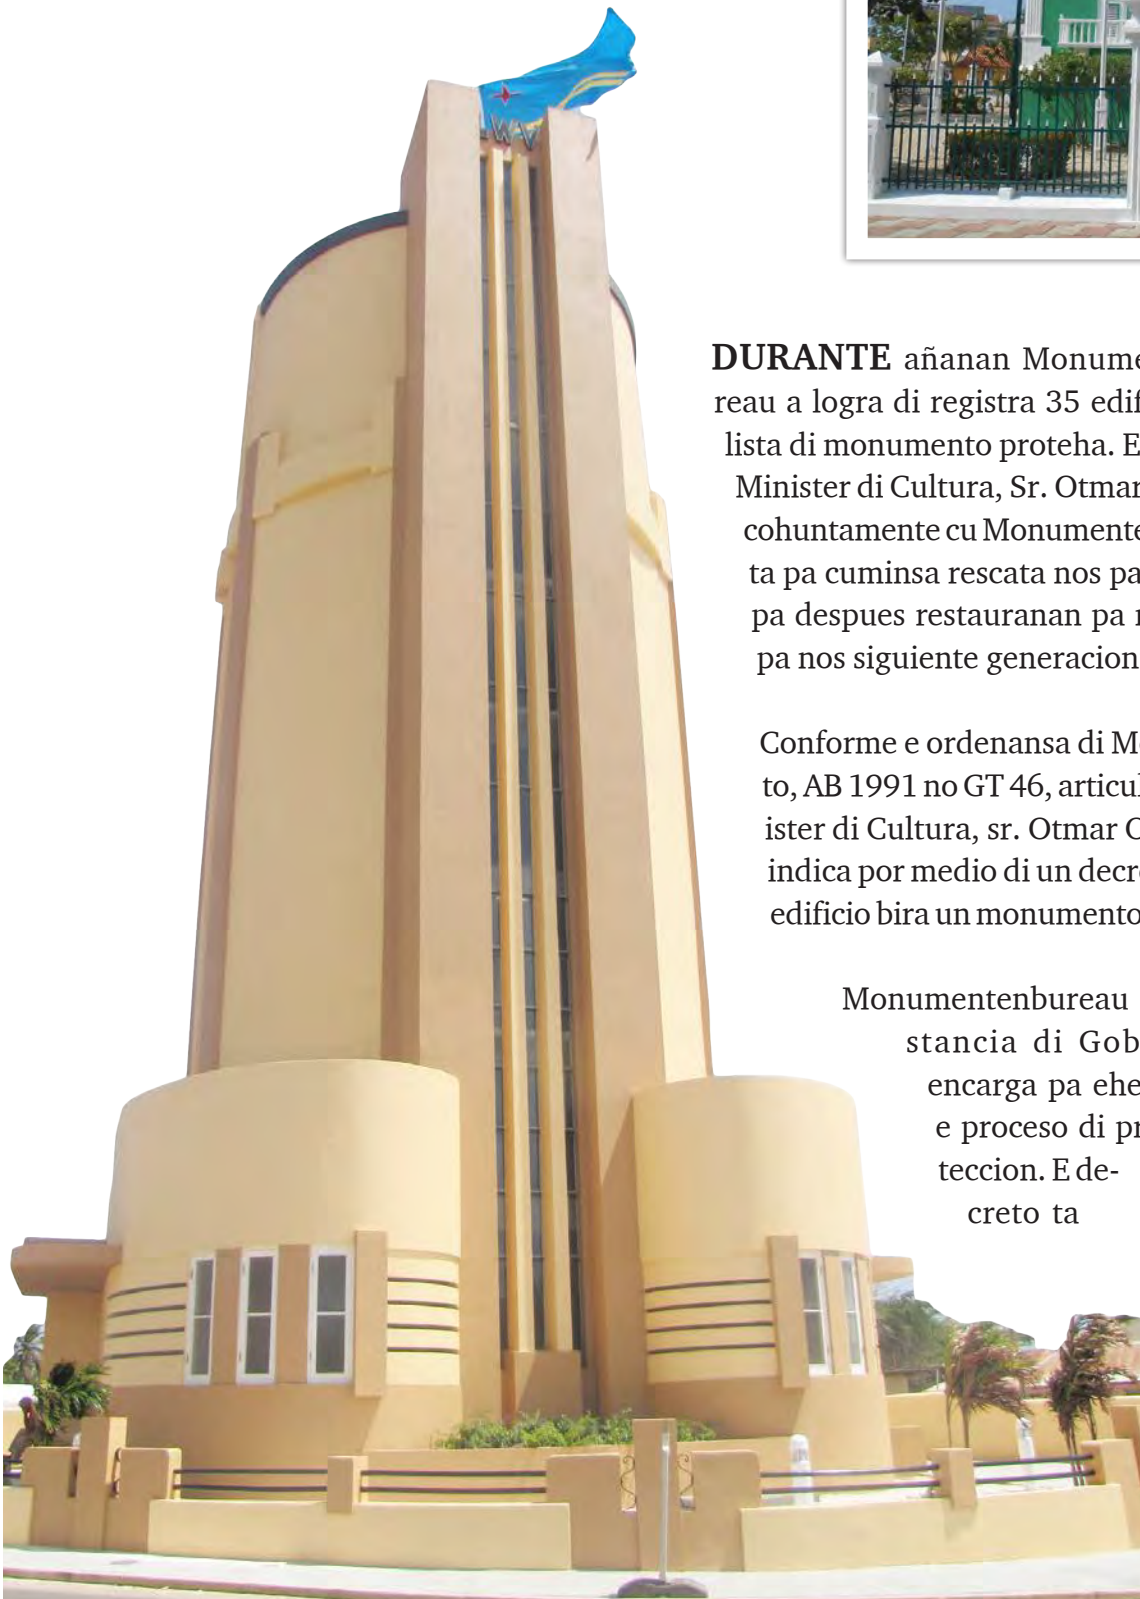 WV
DURANTE añanan Monume
reau a logra di registra 35 edif
lista di monumento proteha. E
Minister di Cultura, Sr. Otmar
cohuntamente cu Monumente
ta pa cuminsa rescata nos pa
pa despues restauranan pa
pa nos siguiente generacion
Conforme e ordenansa di M
to, AB 1991 no GT 46, articul
ister di Cultura, sr. Otmar O
indica por medio di un decre
edificio bira un monumento
Monumentenbureau
stancia di Gob
encarga pa ehe
e proceso di pr
teccion. E de-
creto ta